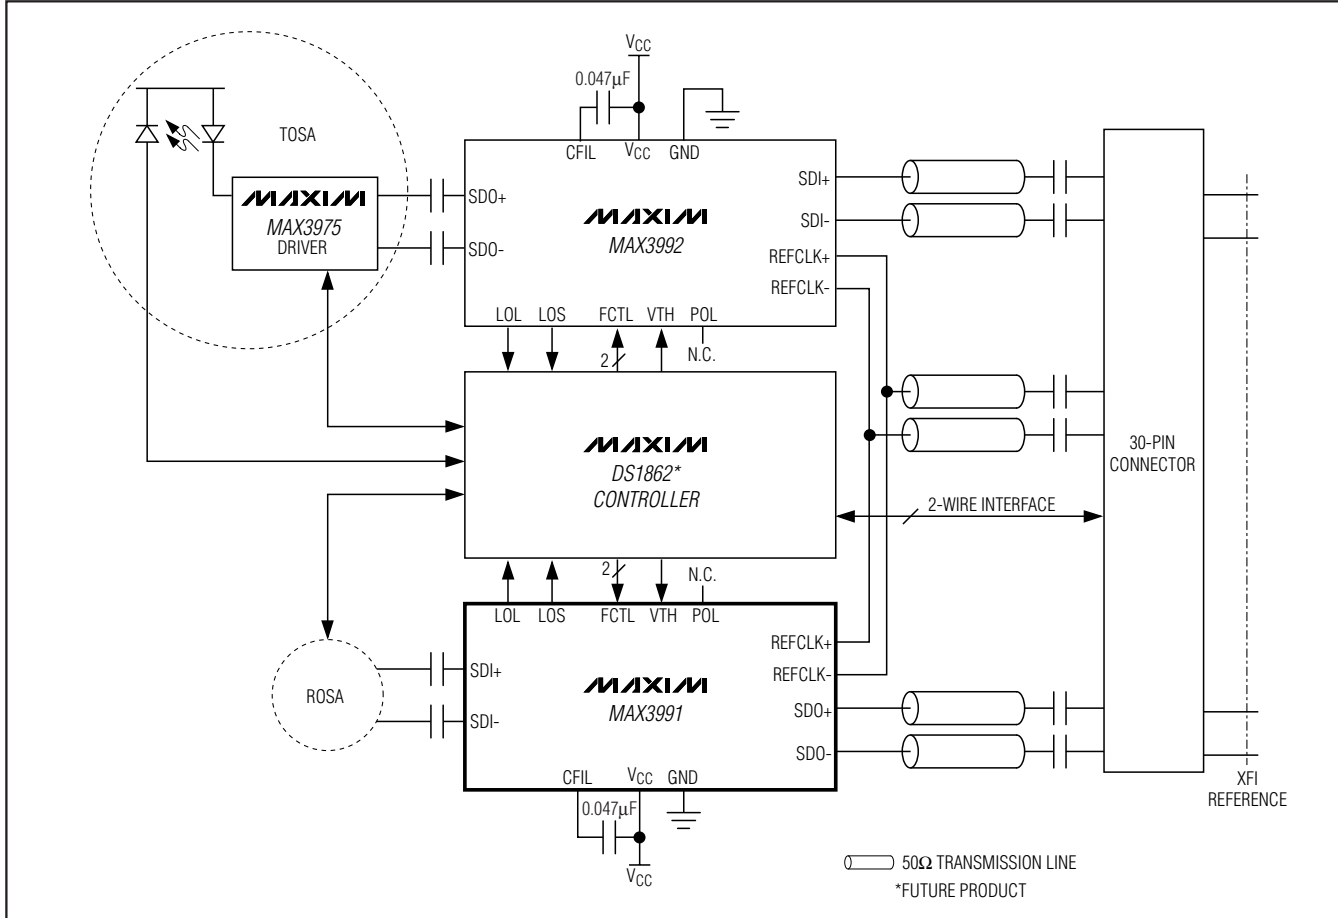 VCC
0.047µF
TOSA
CFIL VCC GND
MAXIM
MAX3975
DRIVER
SDO+
SDO-
MAXIM
MAX3992
SDI+
SDI-
REFCLK+
REFCLK-
LOL LOS FCTL VTH POL
2
N.C.
MAXIM
DS1862*
CONTROLLER
30-PIN
CONNECTOR
2-WIRE INTERFACE
2
N.C.
LOL LOS FCTL VTH POL
ROSA
SDI+
SDI-
MAXIM
MAX3991
REFCLK+
REFCLK-
SDO+
SDO-
CFIL VCC GND
0.047µF
VCC
XFI
REFERENCE
50Ω TRANSMISSION LINE
*FUTURE PRODUCT